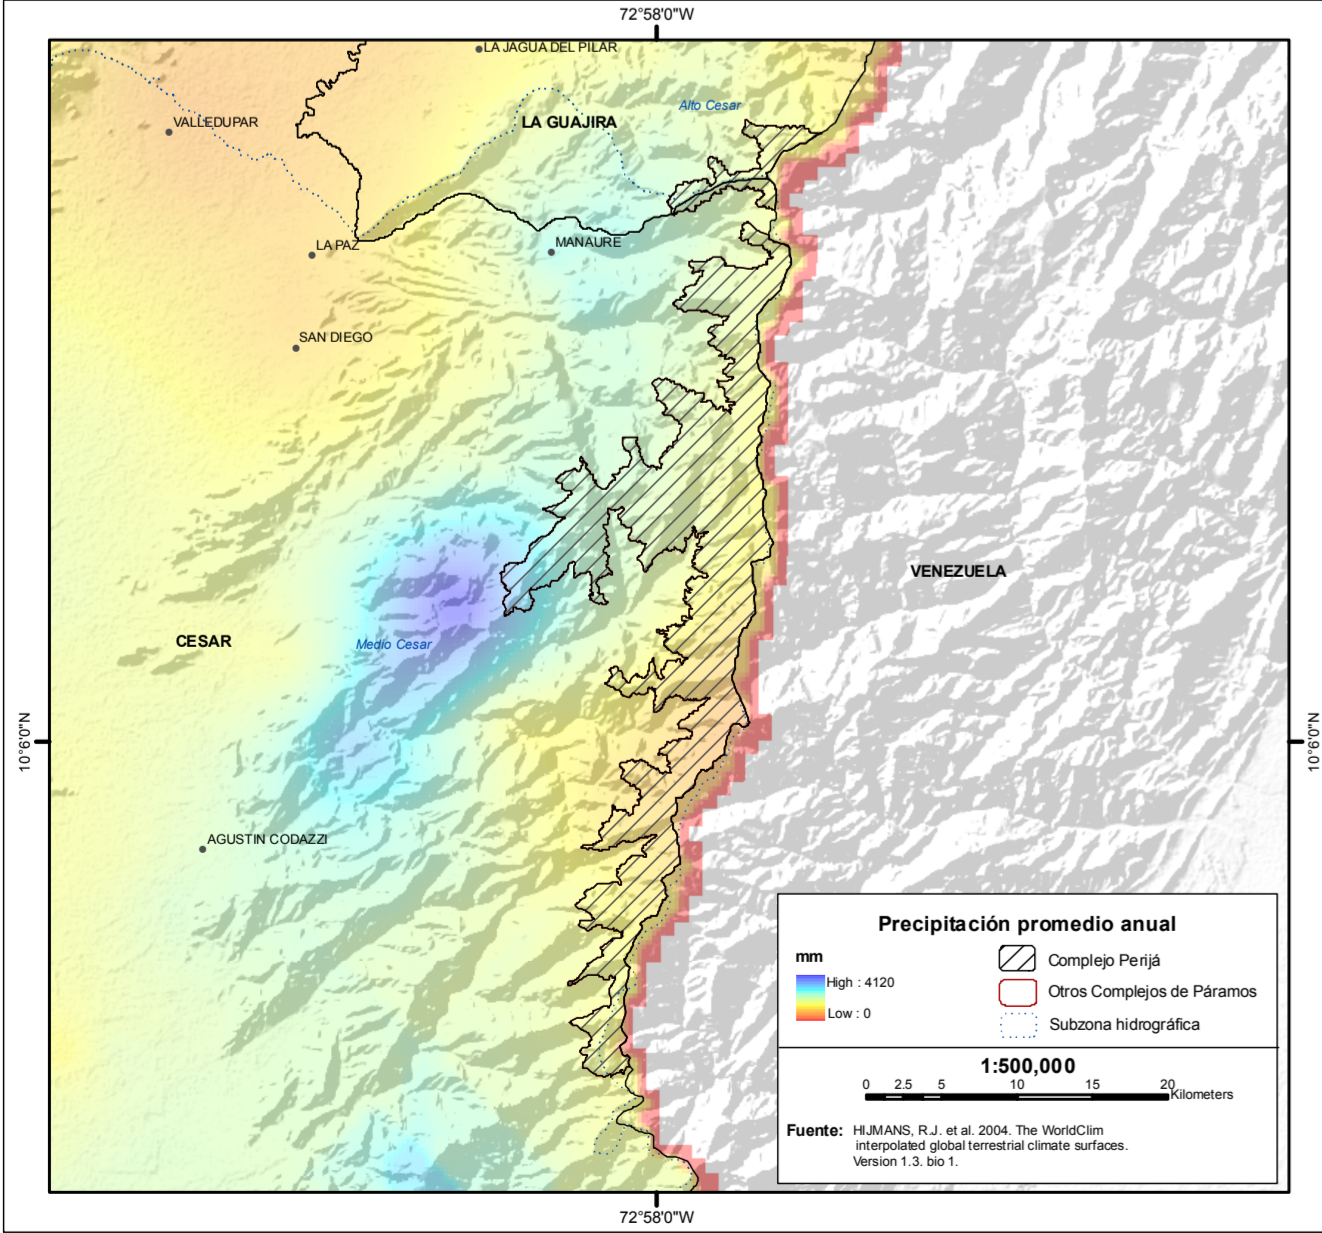 72°58'0"W
LA JAGUA DEL PILAR
Alto Cesar
VALLEDUPAR
LA GUAJIRA
LA PAZ
MANAURE
SAN DIEGO
VENEZUELA
CESAR
Medio Cesar
10°6'0"N
10°6'0"N
AGUSTIN CODAZZI
Precipitación promedio anual
mm
High : 4120
Low : 0
Complejo Perijá
Otros Complejos de Páramos
Subzona hidrográfica
1:500,000
0 2.5 5 10 15 20
Kilometers
Fuente: HIJMANS, R.J. et al. 2004. The WorldClim
interpolated global terrestrial climate surfaces.
Version 1.3. bio 1.
72°58'0"W